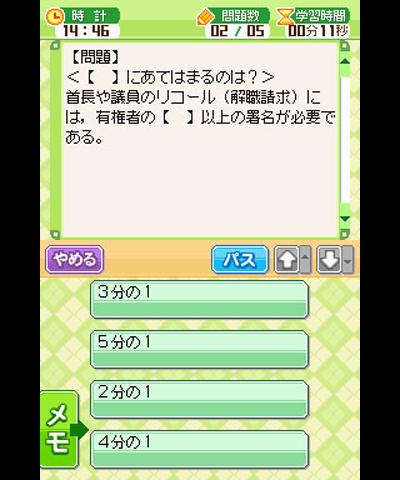 時計
問題数
学習時間
14:46
02/05
00分11秒
【問題】
<【　】にあてはまるのは？>
首長や議員のリコール（解職請求）に
は，有権者の【　】以上の署名が必要で
ある。
やめる
パス
3分の1
5分の1
2分の1
4分の1
メモ